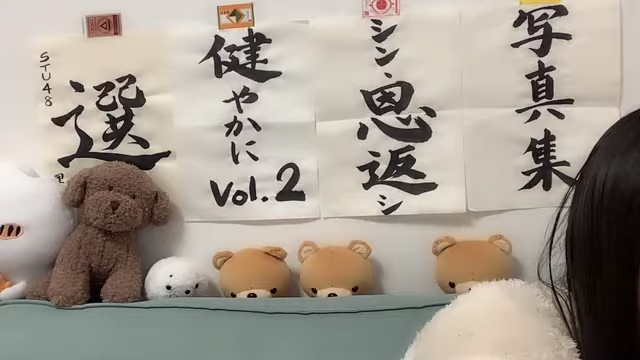 写真集
シン・恩返シ
健やかに
Vol.2
選
STU48